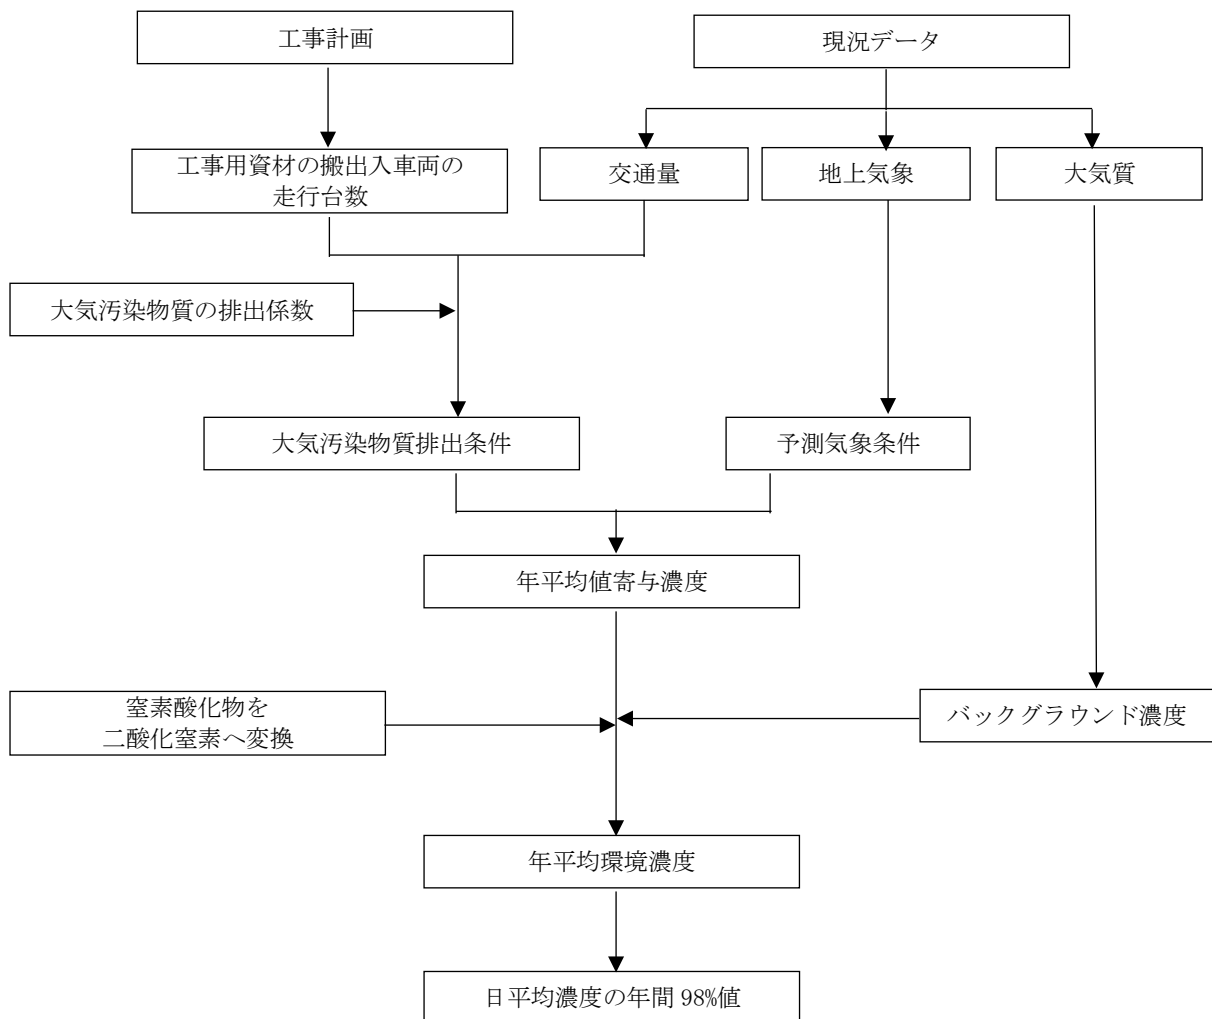 工事計画
現況データ
工事用資材の搬出入車両の
走行台数
交通量
地上気象
大気質
大気汚染物質の排出係数
大気汚染物質排出条件
予測気象条件
年平均値寄与濃度
窒素酸化物を
二酸化窒素へ変換
バックグラウンド濃度
年平均環境濃度
日平均濃度の年間 98%値